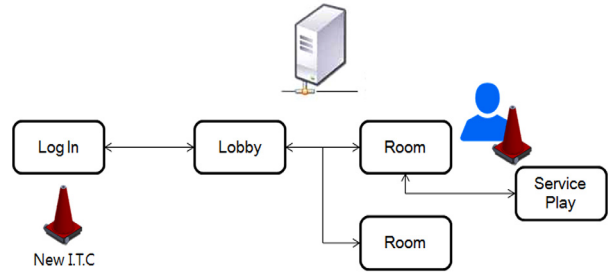 Log In
Lobby
Room
Service
Play
Room
New I.T.C